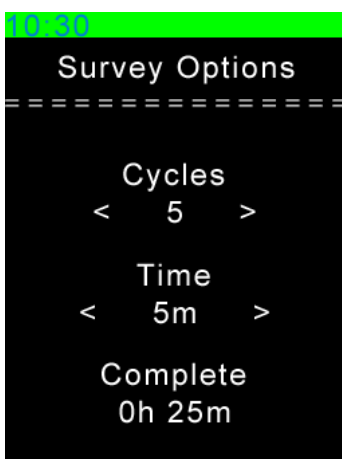 10:30
Survey Options
================
Cycles
< 5 >
Time
< 5m >
Complete
0h 25m